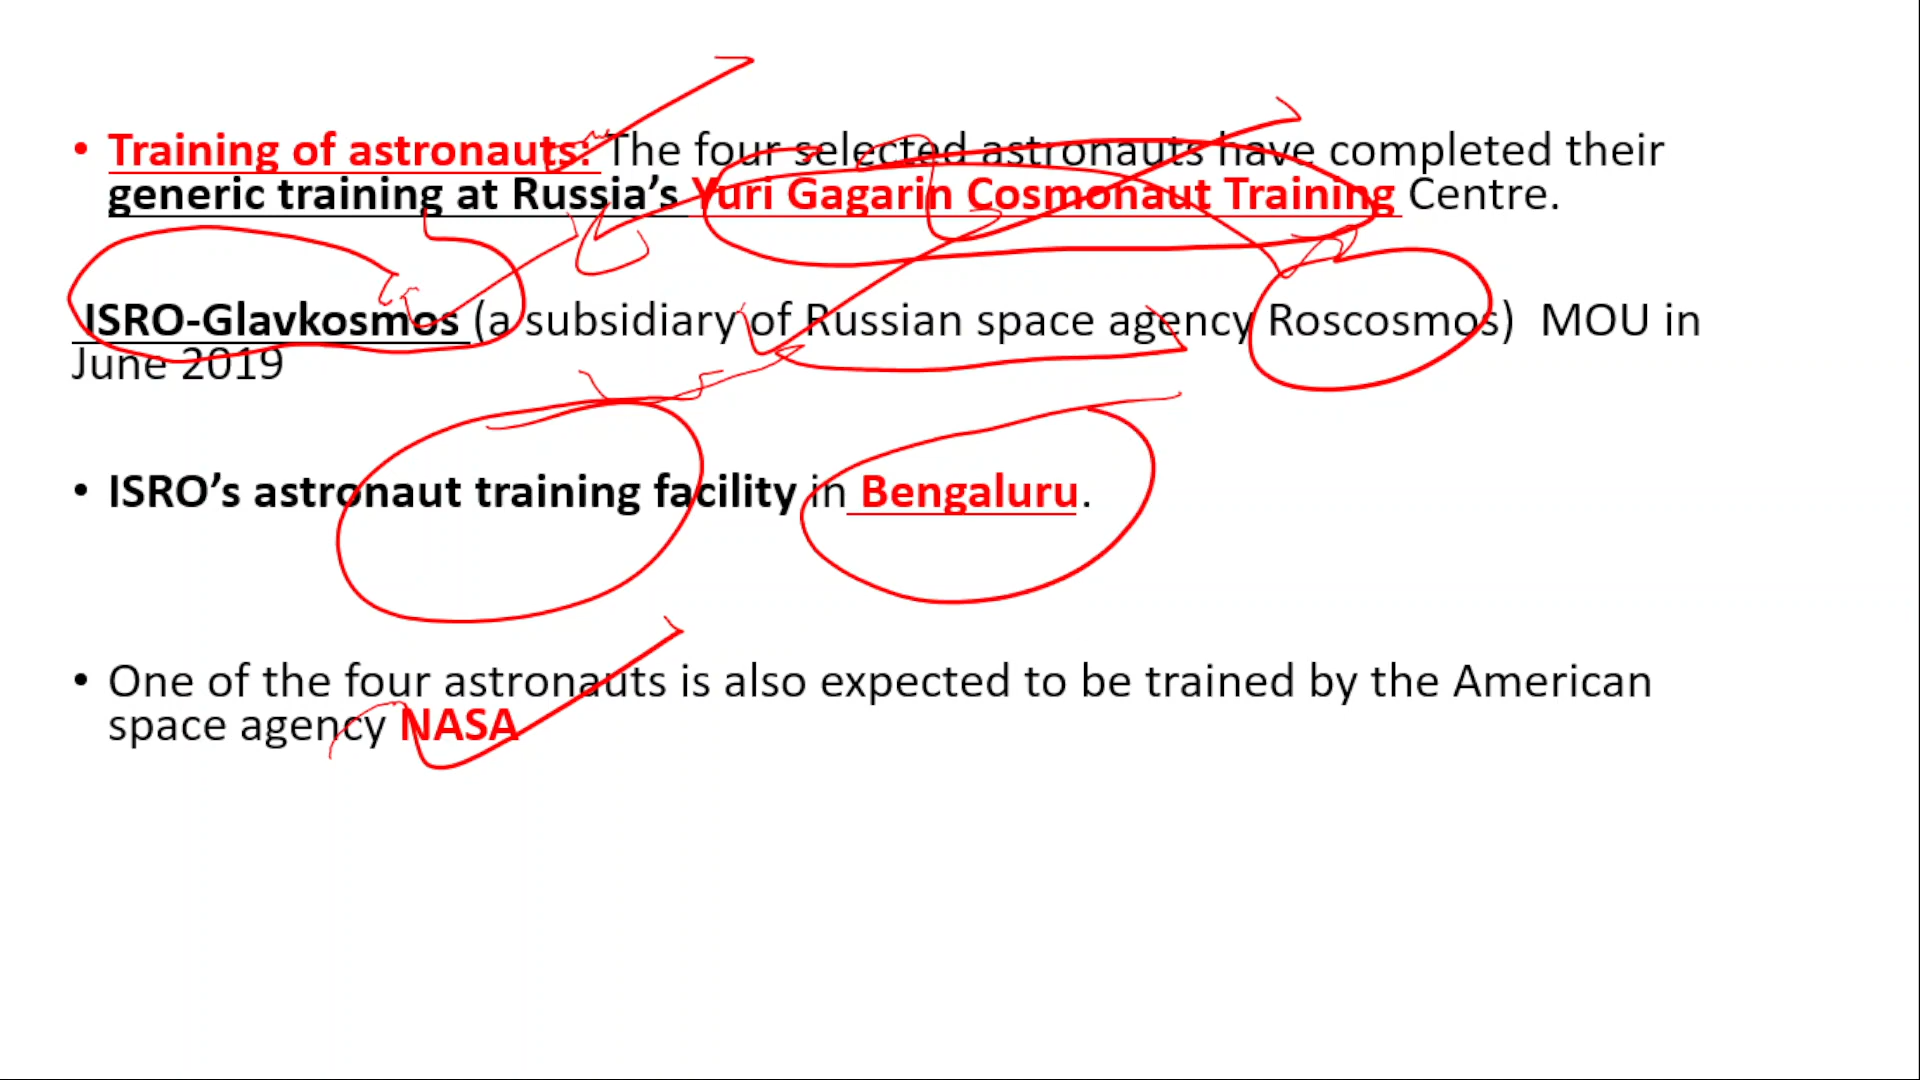 • Training of astronauts: The four selected astronauts have completed their
generic training at Russia’s Yuri Gagarin Cosmonaut Training Centre.
ISRO-Glavkosmos (a subsidiary of Russian space agency Roscosmos) MOU in
June 2019
• ISRO’s astronaut training facility in Bengaluru.
• One of the four astronauts is also expected to be trained by the American
space agency NASA